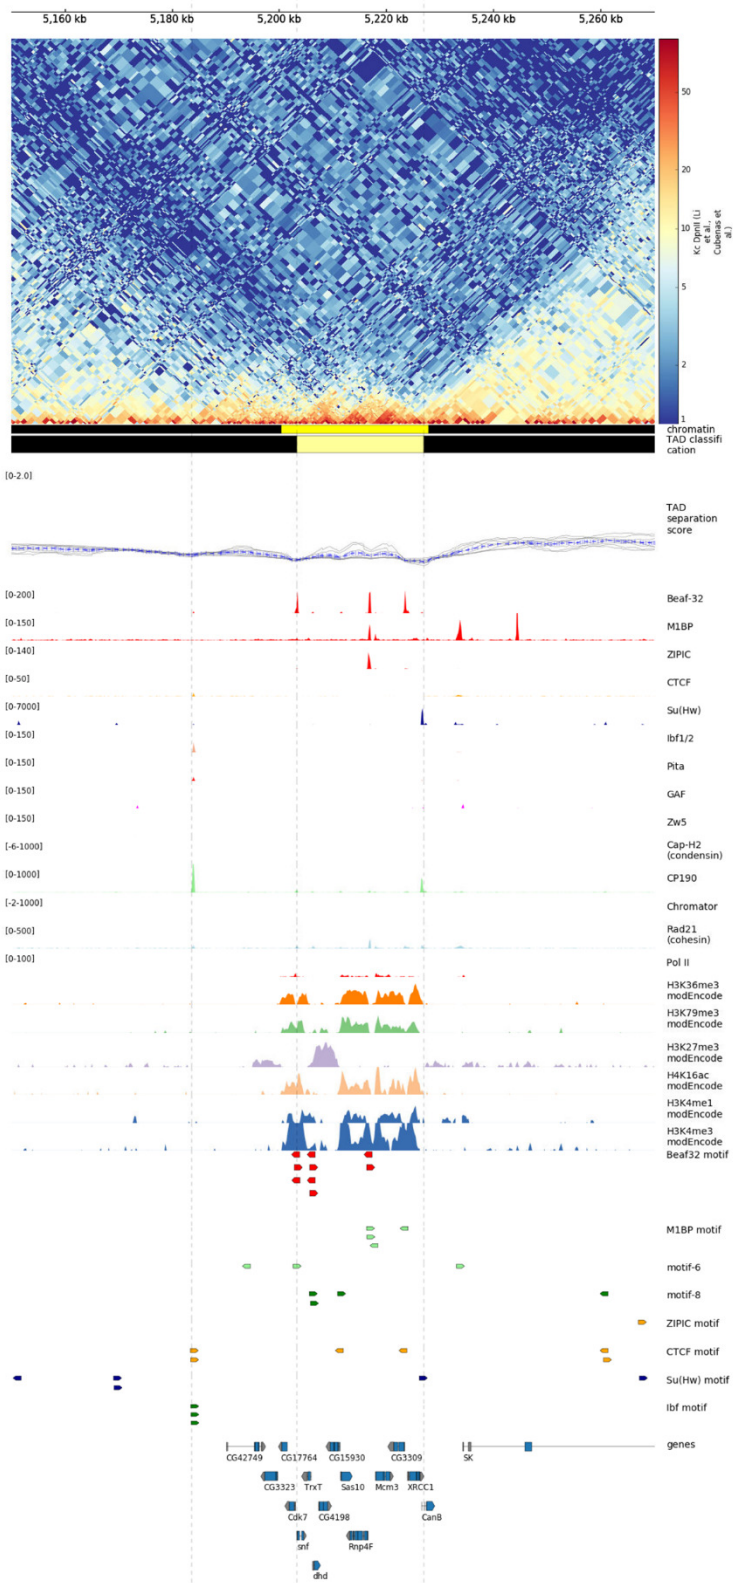 5,160 kb 5,180 kb 5,200 kb 5,220 kb 5,240 kb 5,260 kb
50
20
10
5
2
1
Kc DpnII (Li
et al.,
Cubenas et
al.)
chromatin
TAD classifi
cation
[0-2.0]
TAD
separation
score
[0-200]
Beaf-32
[0-150]
M1BP
[0-140]
ZIPIC
[0-50]
CTCF
[0-7000]
Su(Hw)
[0-150]
Ibf1/2
[0-150]
Pita
[0-150]
GAF
[0-150]
Zw5
[-6-1000]
Cap-H2
(condensin)
[0-1000]
CP190
[-2-1000]
Chromator
[0-500]
Rad21
(cohesin)
[0-100]
Pol II
H3K36me3
modEncode
H3K79me3
modEncode
H3K27me3
modEncode
H4K16ac
modEncode
H3K4me1
modEncode
H3K4me3
modEncode
Beaf32 motif
M1BP motif
motif-6
motif-8
ZIPIC motif
CTCF motif
Su(Hw) motif
Ibf motif
genes
CG42749 CG17764 CG15930 CG3309 SK
CG3323 TrxT Sas10 Mcm3 XRCC1
Cdk7 CG4198 CanB
snf Rnp4F
dhd